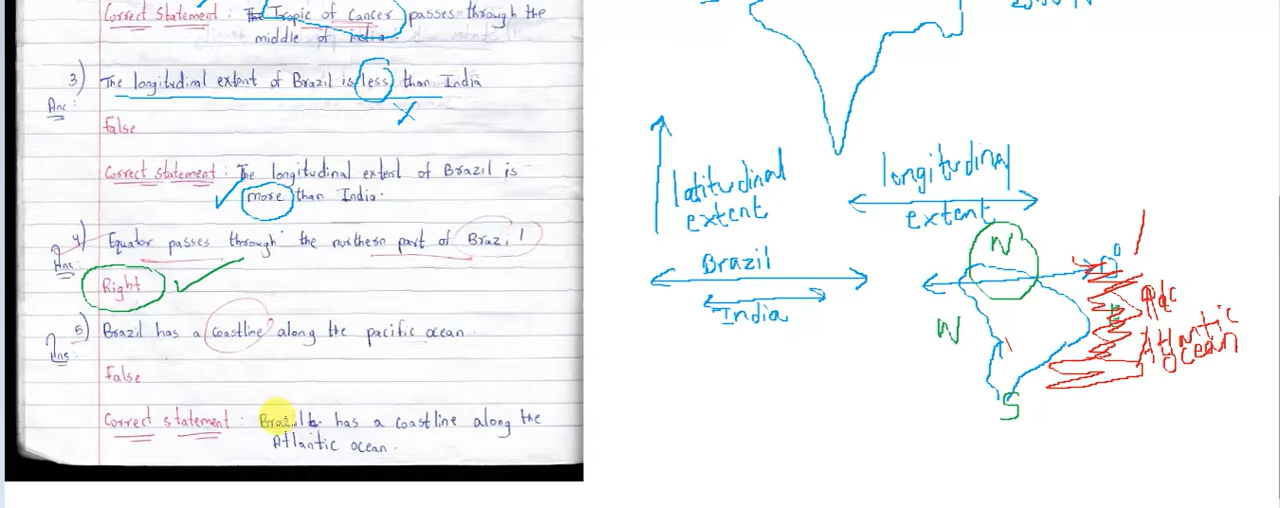 Correct Statement : The Tropic of Cancer passes through the
middle of India.
3) The longitudinal extent of Brazil is less than India
Ans :
False
Correct Statement : The longitudinal extent of Brazil is
more than India.
4) Equator passes through the northern part of Brazil
Ans:
Right
5) Brazil has a coastline along the pacific ocean.
Ans:
False
Correct statement : Brazil has a coastline along the
Atlantic ocean.
latitudinal
extent
longitudinal
extent
Brazil
India
N
0
W
E
Atlantic
ocean
S